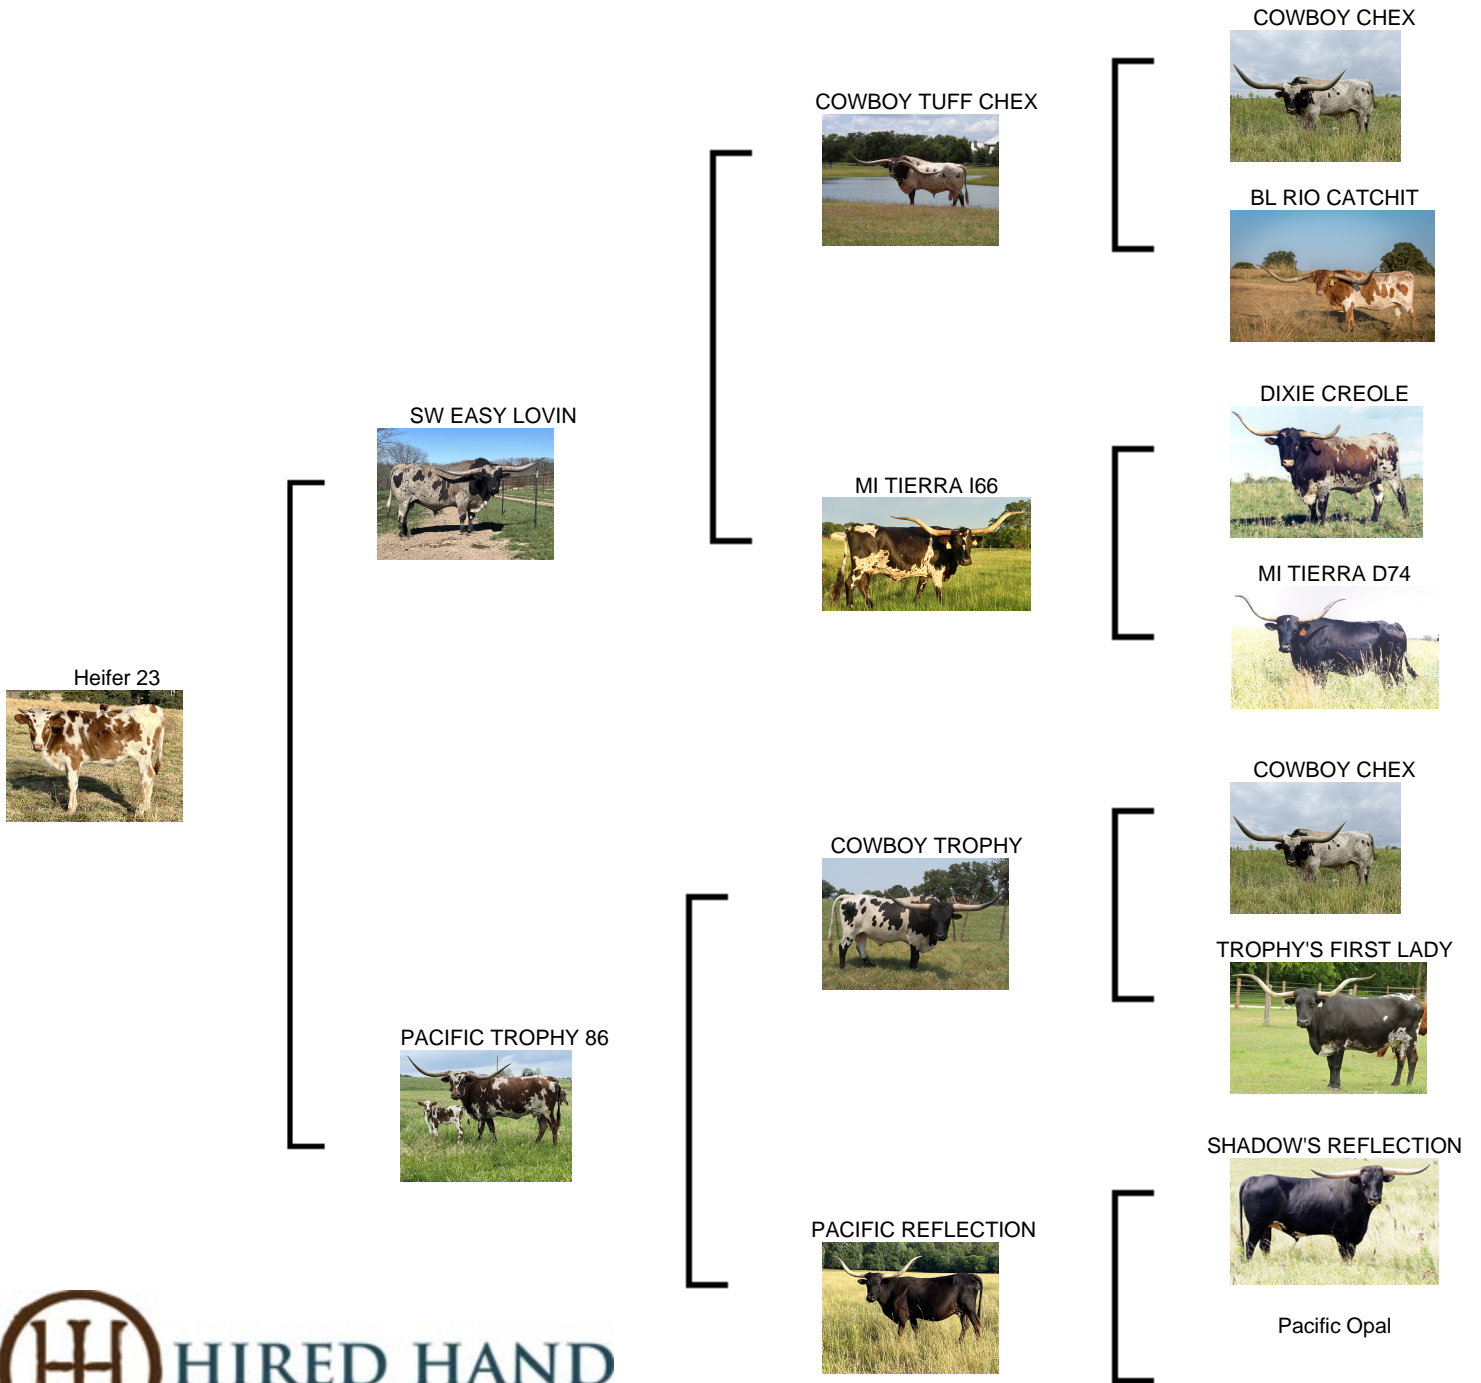 COWBOY CHEX
COWBOY TUFF CHEX
BL RIO CATCHIT
DIXIE CREOLE
SW EASY LOVIN
MI TIERRA I66
MI TIERRA D74
Heifer 23
COWBOY CHEX
COWBOY TROPHY
TROPHY'S FIRST LADY
PACIFIC TROPHY 86
SHADOW'S REFLECTION
PACIFIC REFLECTION
Pacific Opal
HIRED HAND